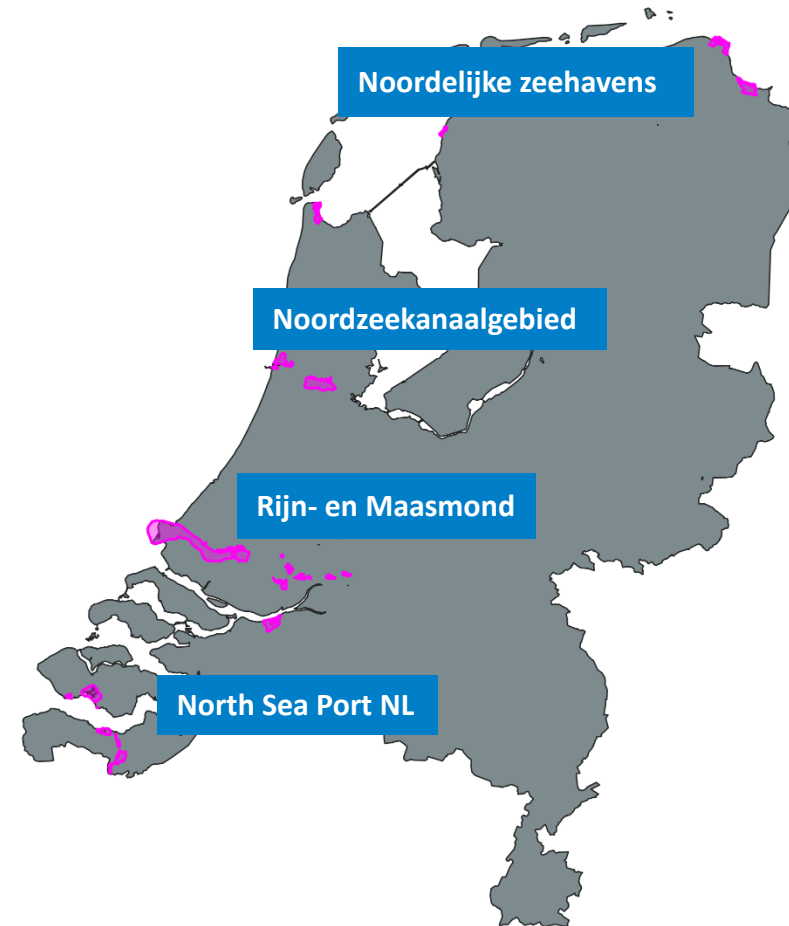 Noordelijke zeehavens
Noordzeekanaalgebied
Rijn- en Maasmond
North Sea Port NL